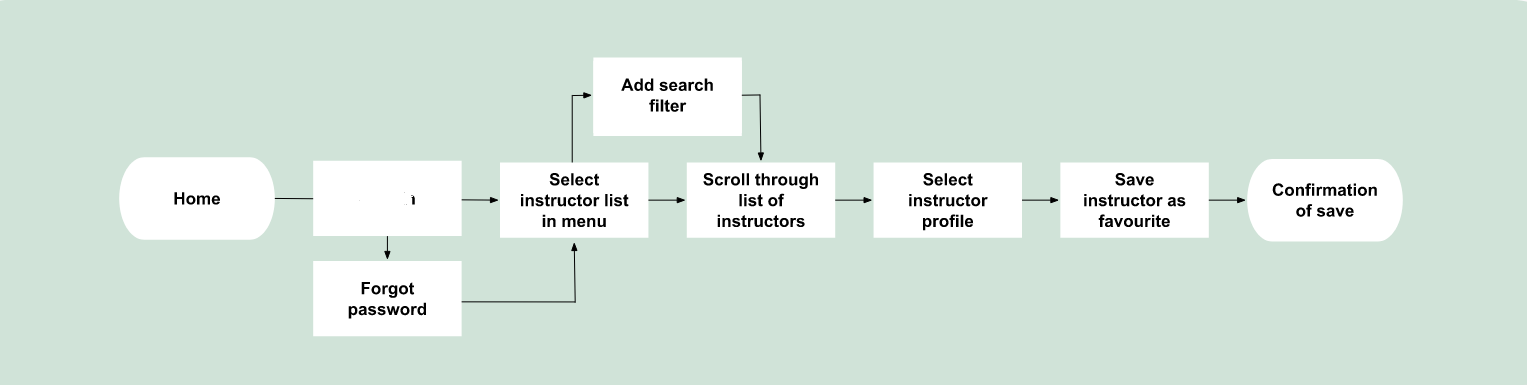 Home
Forgot
password
Select
instructor list
in menu
Add search
filter
Scroll through
list of
instructors
Select
instructor
profile
Save
instructor as
favourite
Confirmation
of save